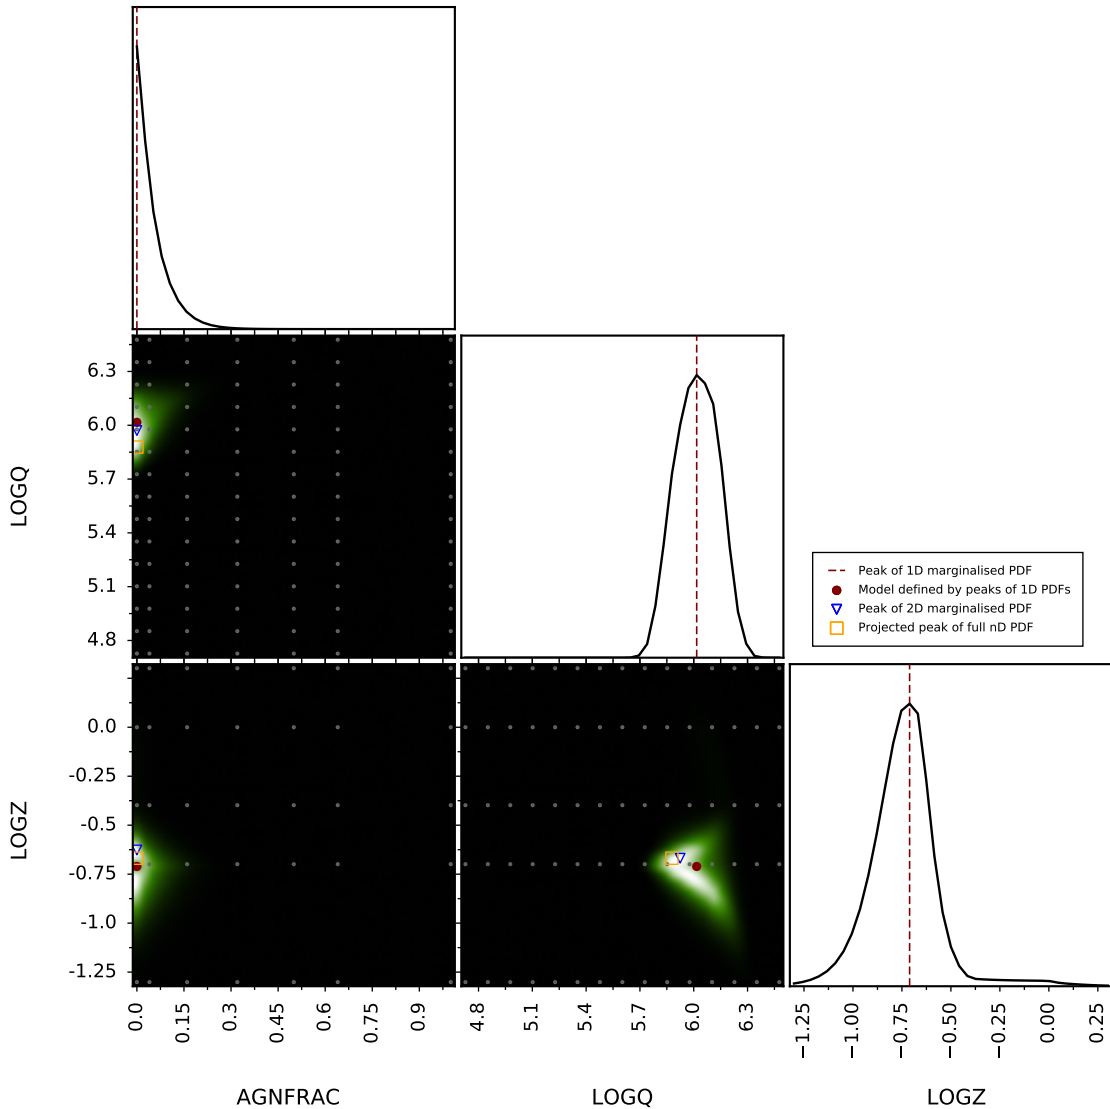 6.3
6.0
5.7
5.4
5.1
4.8
LOGQ
Peak of 1D marginalised PDF
Model defined by peaks of 1D PDFs
Peak of 2D marginalised PDF
Projected peak of full nD PDF
0.0
-0.25
-0.5
-0.75
-1.0
-1.25
LOGZ
0.0 0.15 0.3 0.45 0.6 0.75 0.9
4.8 5.1 5.4 5.7 6.0 6.3
−1.25 −1.00 −0.75 −0.50 −0.25 0.00 0.25
AGNFRAC LOGQ LOGZ